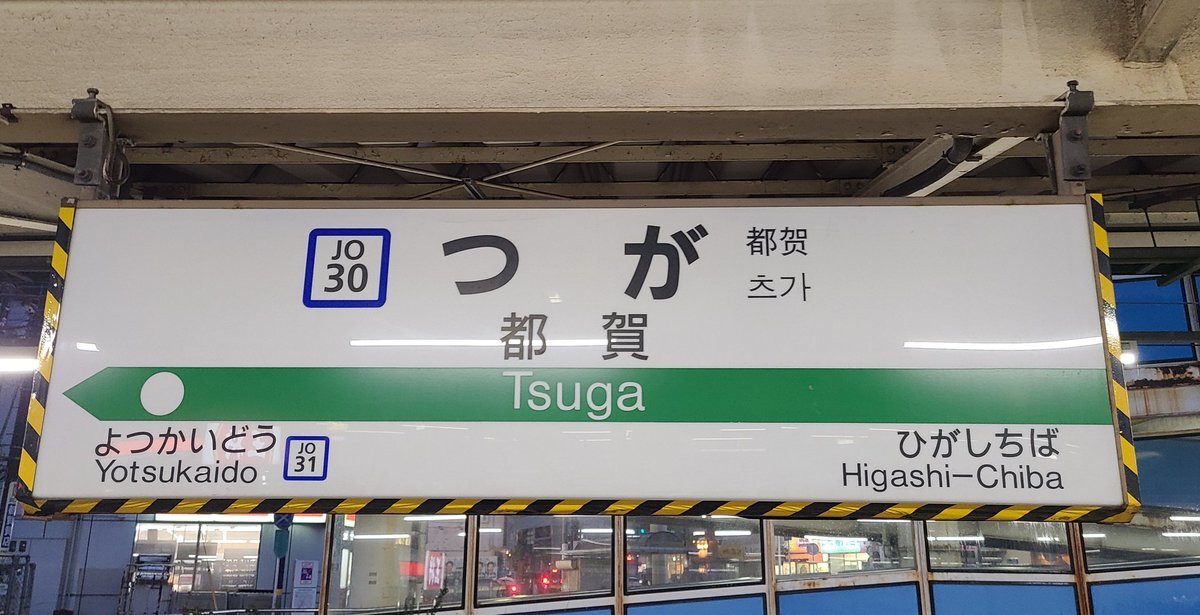 JO
30
つが
都贺
츠가
都賀
Tsuga
よつかいどう
Yotsukaido
JO
31
ひがしちば
Higashi-Chiba